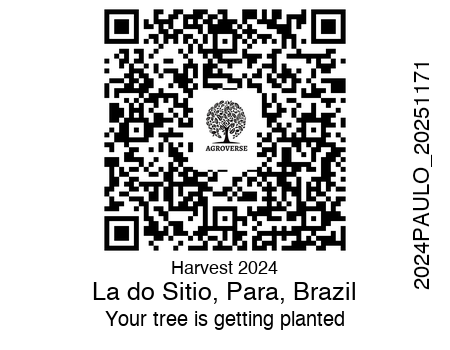 AGROVERSE
Harvest 2024
La do Sitio, Para, Brazil
Your tree is getting planted
2024PAULO_20251171